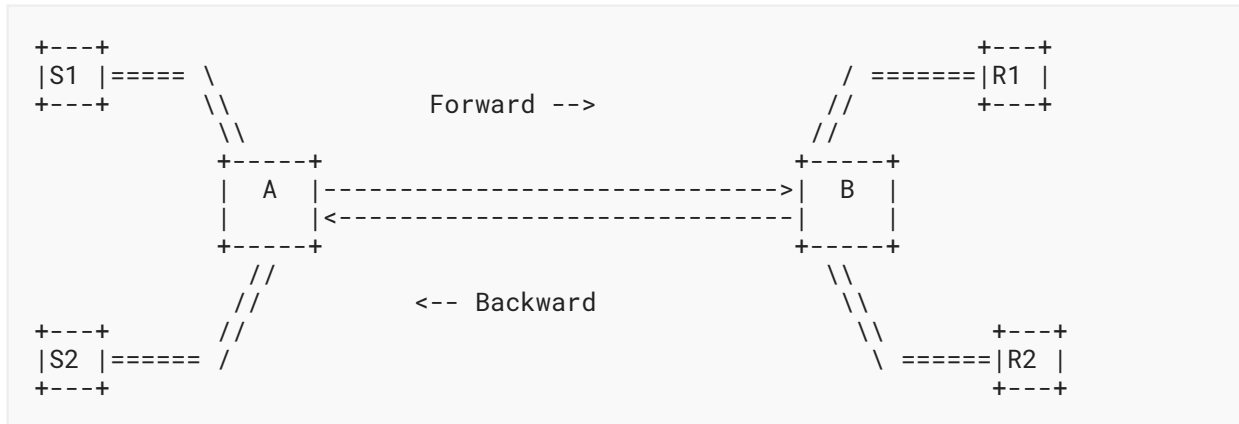 +---+                                                         +---+
|S1 |===== \                                         / =======|R1 |
+---+      \\             Forward -->               //        +---+
            \\                                     //
            +-----+                               +-----+
            |  A  |------------------------------>|  B  |
            |     |<------------------------------|     |
            +-----+                               +-----+
              //                                    \\
             //          <-- Backward                \\
+---+       //                                        \\       +---+
|S2 |====== /                                          \ ======|R2 |
+---+                                                          +---+